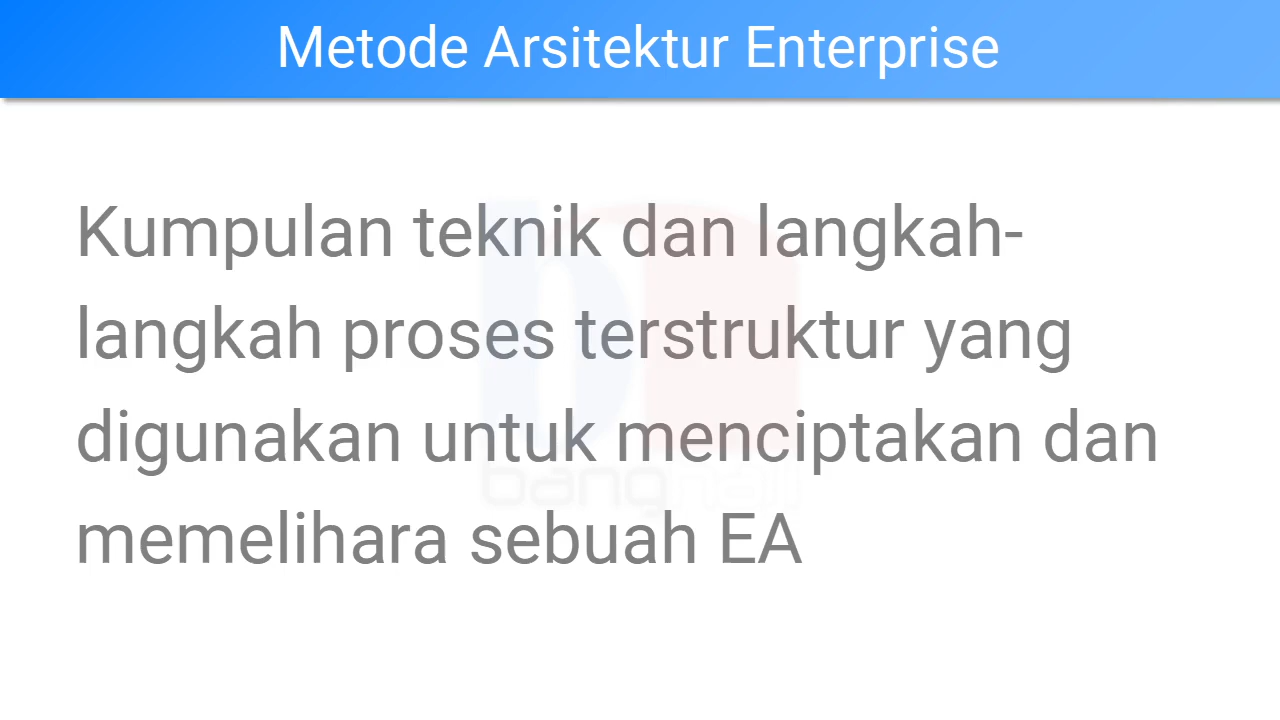 Metode Arsitektur Enterprise
Kumpulan teknik dan langkah-
langkah proses terstruktur yang
digunakan untuk menciptakan dan
memelihara sebuah EA